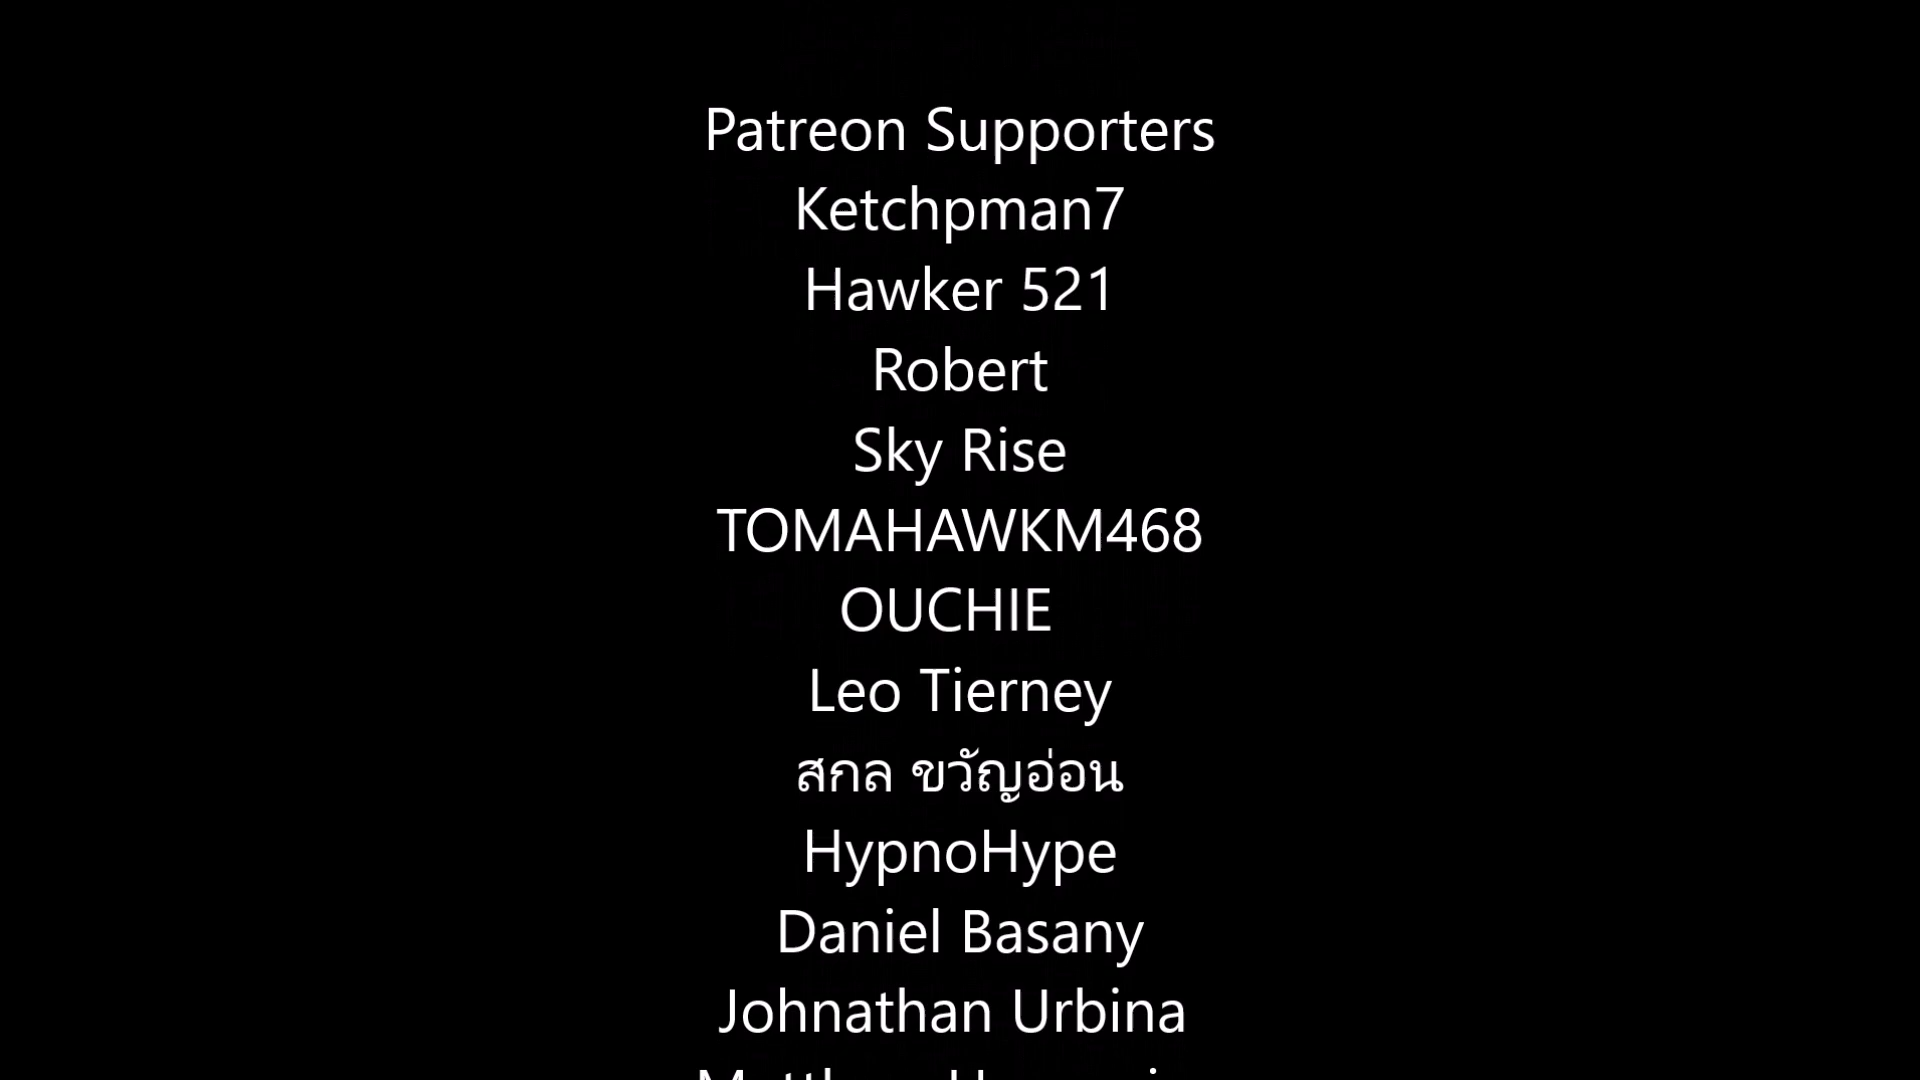 Patreon Supporters
Ketchpman7
Hawker 521
Robert
Sky Rise
TOMAHAWKM468
OUCHIE
Leo Tierney
สกล ขวัญอ่อน
HypnoHype
Daniel Basany
Johnathan Urbina